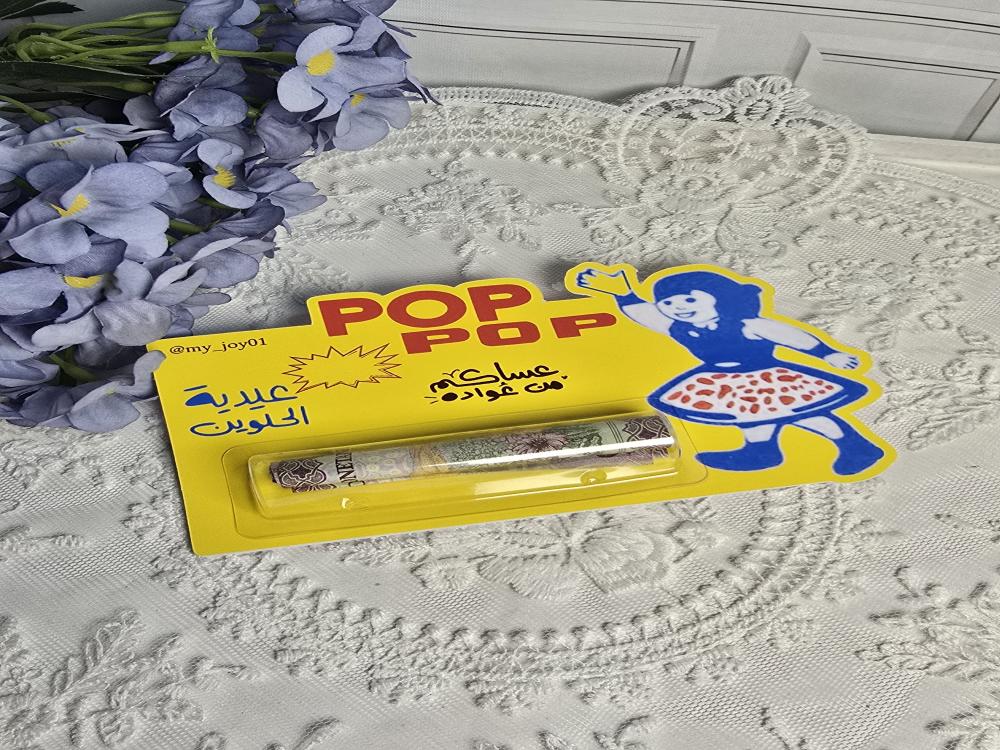 POP
POP
@my_joy01
عساكم
من عواده
عيدية
الحلوين